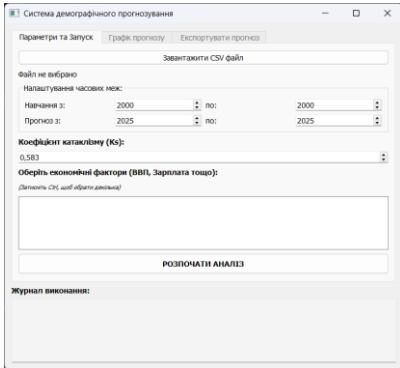 Система демографічного прогнозування
Параметри та Запуск Графік прогнозу Експортувати прогноз
Завантажити CSV файл
Файл не вибрано
Налаштування часових меж:
Навчання з: 2000 по: 2000
Прогноз з: 2025 по: 2025
Коефіцієнт катаклізму (Ks):
0,583
Оберіть економічні фактори (ВВП, Зарплата тощо):
(Затисніть Ctrl, щоб обрати декілька)
РОЗПОЧАТИ АНАЛІЗ
Журнал виконання: